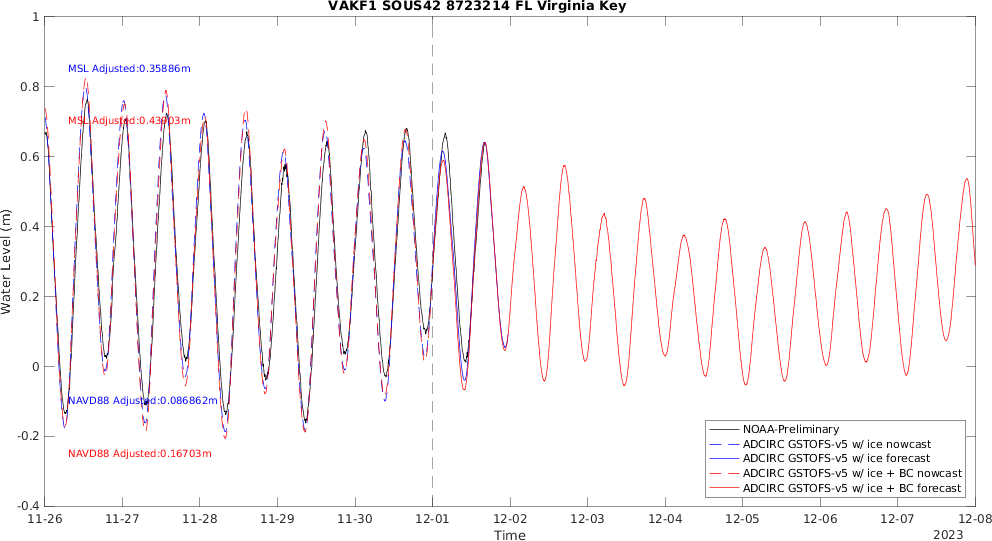 VAKF1 SOUS42 8723214 FL Virginia Key
1
0.8
0.6
0.4
0.2
0
-0.2
-0.4
Water Level (m)
MSL Adjusted:0.35886m
NAVD88 Adjusted:0.086862m
NAVD88 Adjusted:0.16703m
NOAA-Preliminary
ADCIRC GSTOFS-v5 w/ ice nowcast
ADCIRC GSTOFS-v5 w/ ice forecast
ADCIRC GSTOFS-v5 w/ ice + BC nowcast
ADCIRC GSTOFS-v5 w/ ice + BC forecast
11-26 11-27 11-28 11-29 11-30 12-01 12-02 12-03 12-04 12-05 12-06 12-07 12-08
Time
2023
MSL Adjusted: